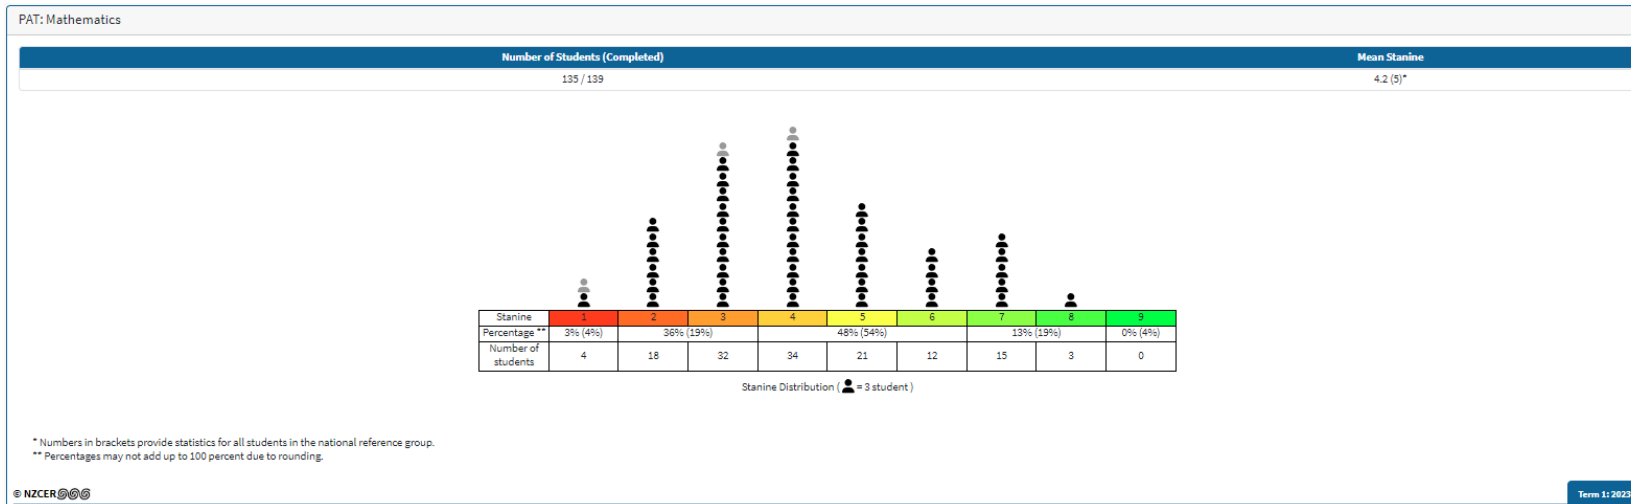 PAT: Mathematics
Number of Students (Completed) Mean Stanine
135 / 139 4.2 (5)*
Stanine 1 2 3 4 5 6 7 8 9
Percentage ** 3% (4%) 36% (19%) 48% (54%) 13% (19%) 0% (4%)
Number of
students 4 18 32 34 21 12 15 3 0
Stanine Distribution ( = 3 student )
* Numbers in brackets provide statistics for all students in the national reference group.
** Percentages may not add up to 100 percent due to rounding.
© NZCER
Term 1: 2023